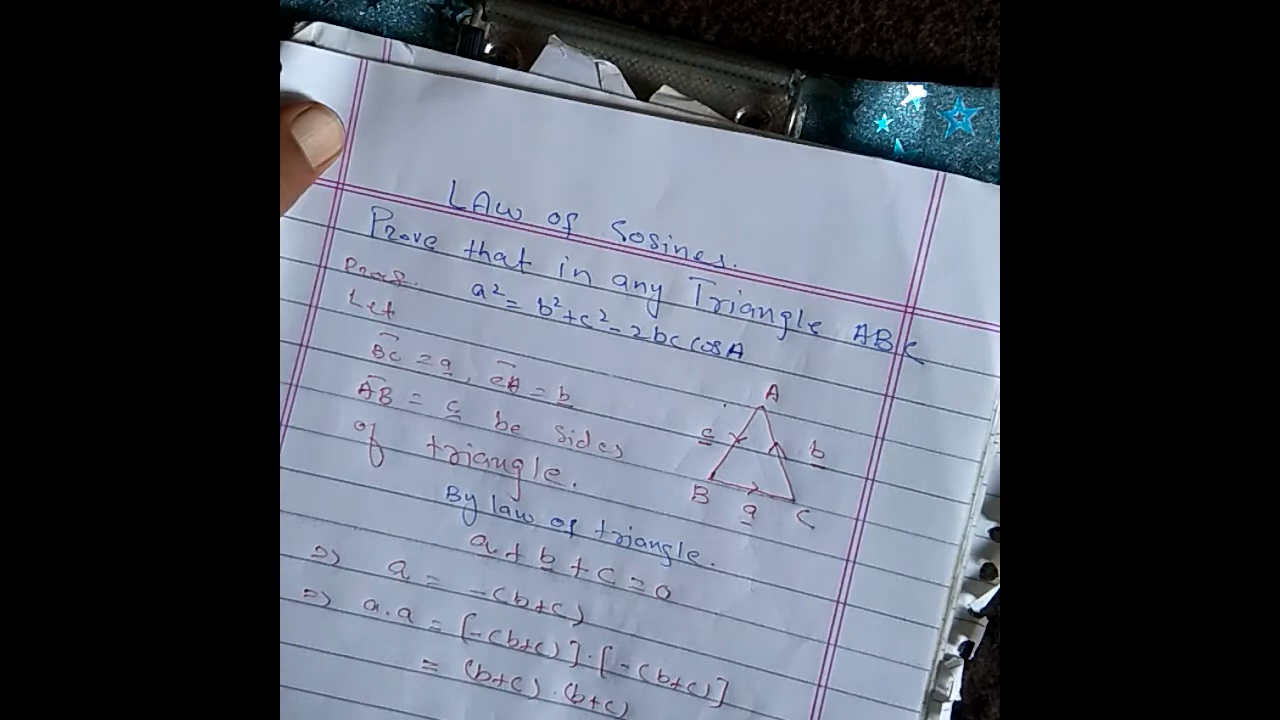 LAW of Cosines.
Prove that in any Triangle ABC
a² = b²+c²-2bc cosA
Proof.
Let
BC = a, CA = b
AB = c be sides
of triangle.
A
c
b
B
a
C
By law of triangle.
a + b + c = 0
⇒ a = -(b+c)
⇒ a.a = [-(b+c)].[-(b+c)]
= (b+c).(b+c)